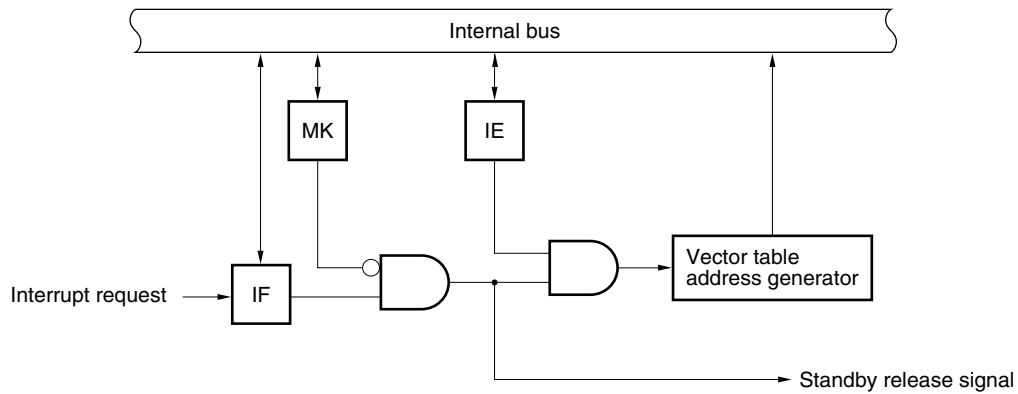 Internal bus
MK
IE
Vector table
address generator
Interrupt request
IF
Standby release signal